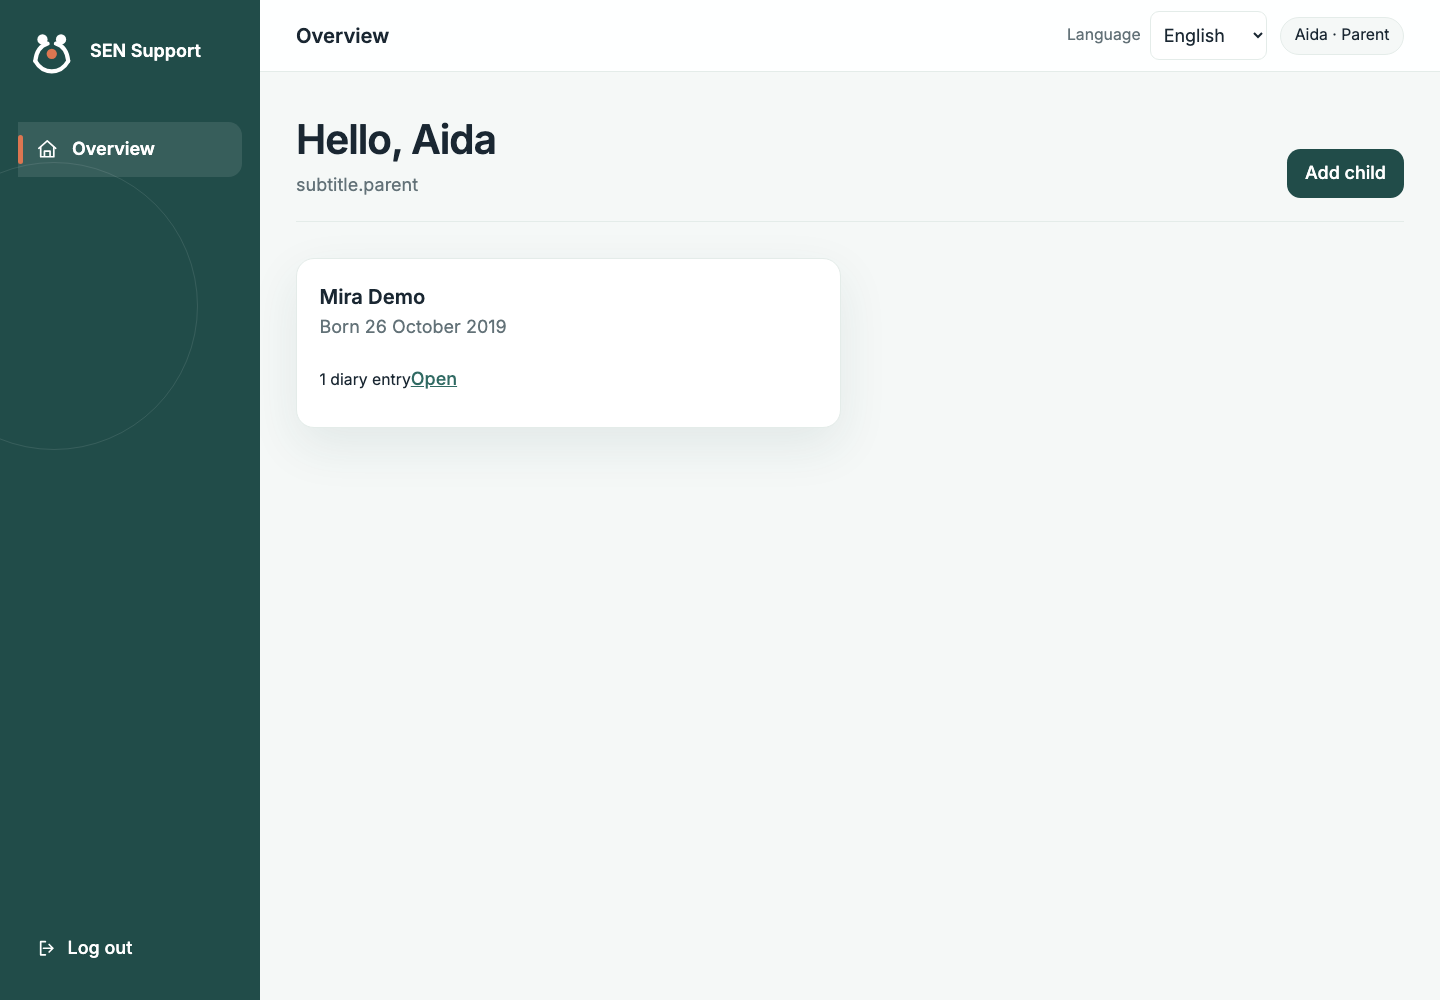 SEN Support
Overview
Log out
Overview
Language English Aida · Parent
Hello, Aida
subtitle.parent
Add child
Mira Demo
Born 26 October 2019
1 diary entryOpen